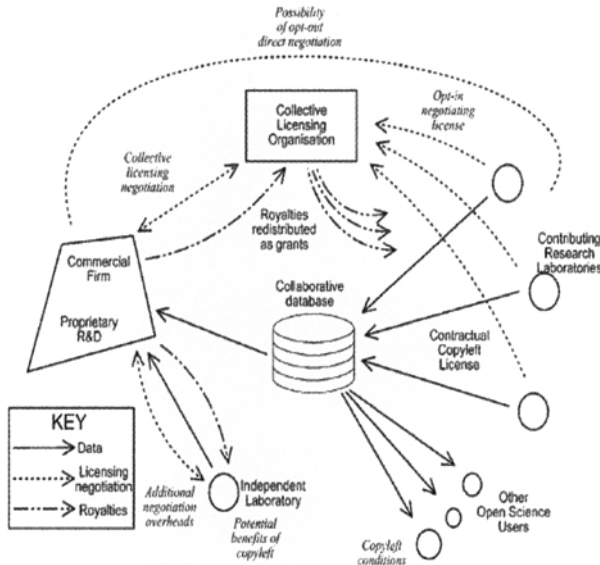 Possibility
of opt-out
direct negotiation
Collective
Licensing
Organisation
Opt-in
negotiating
license
Collective
licensing
negotiation
Royalties
redistributed
as grants
Contributing
Research
Laboratories
Commercial
Firm
Proprietary
R&D
Collaborative
database
Contractual
Copyleft
License
KEY
Data
Licensing
negotiation
Royalties
Additional
negotiation
overheads
Independent
Laboratory
Potential
benefits of
copyleft
Copyleft
conditions
Other
Open Science
Users